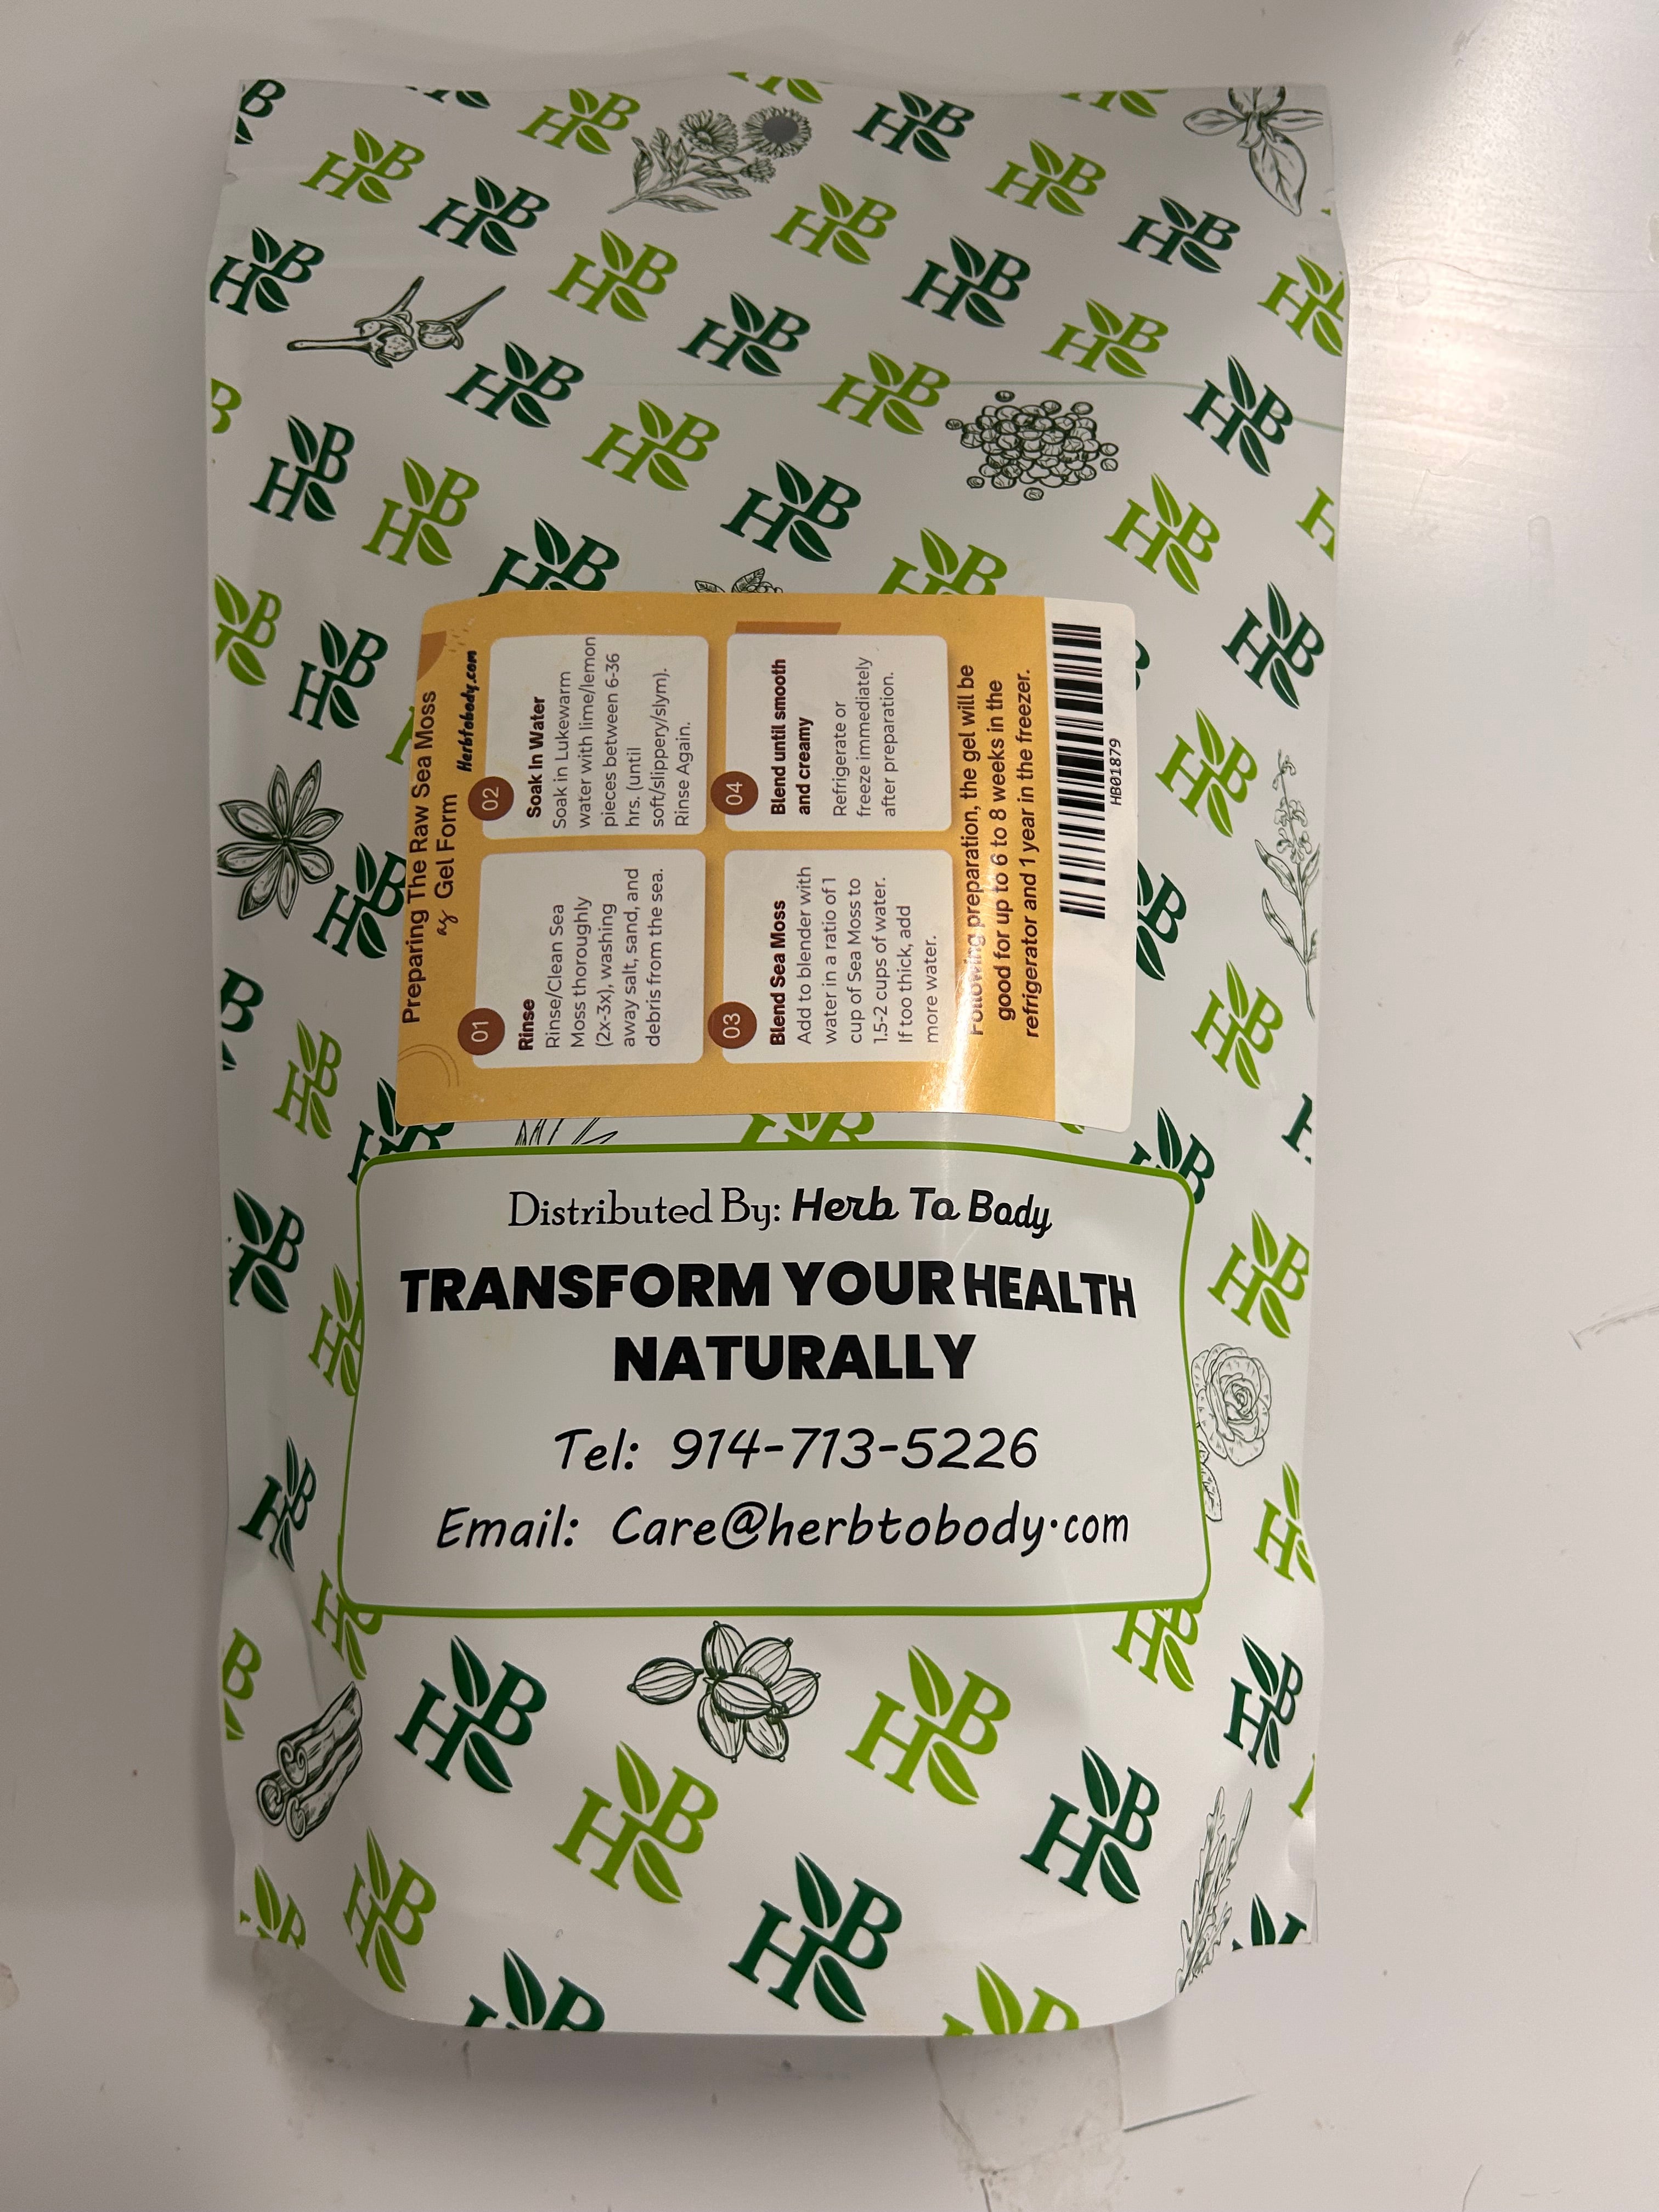 Preparing The Raw Sea Moss
as Gel Form
Herbtobody.com
01
Rinse
Rinse/Clean Sea
Moss thoroughly
(2x-3x), washing
away salt, sand, and
debris from the sea.
02
Soak In Water
Soak in Lukewarm
water with lime/lemon
pieces between 6-36
hrs. (until
soft/slippery/slym).
Rinse Again.
03
Blend Sea Moss
Add to blender with
water in a ratio of 1
cup of Sea Moss to
1.5-2 cups of water.
If too thick, add
more water.
04
Blend until smooth
and creamy
Refrigerate or
freeze immediately
after preparation.
Following preparation, the gel will be
good for up to 6 to 8 weeks in the
refrigerator and 1 year in the freezer.
HB01879
Distributed By: Herb To Body
TRANSFORM YOUR HEALTH
NATURALLY
Tel: 914-713-5226
Email: Care@herbtobody.com
HB